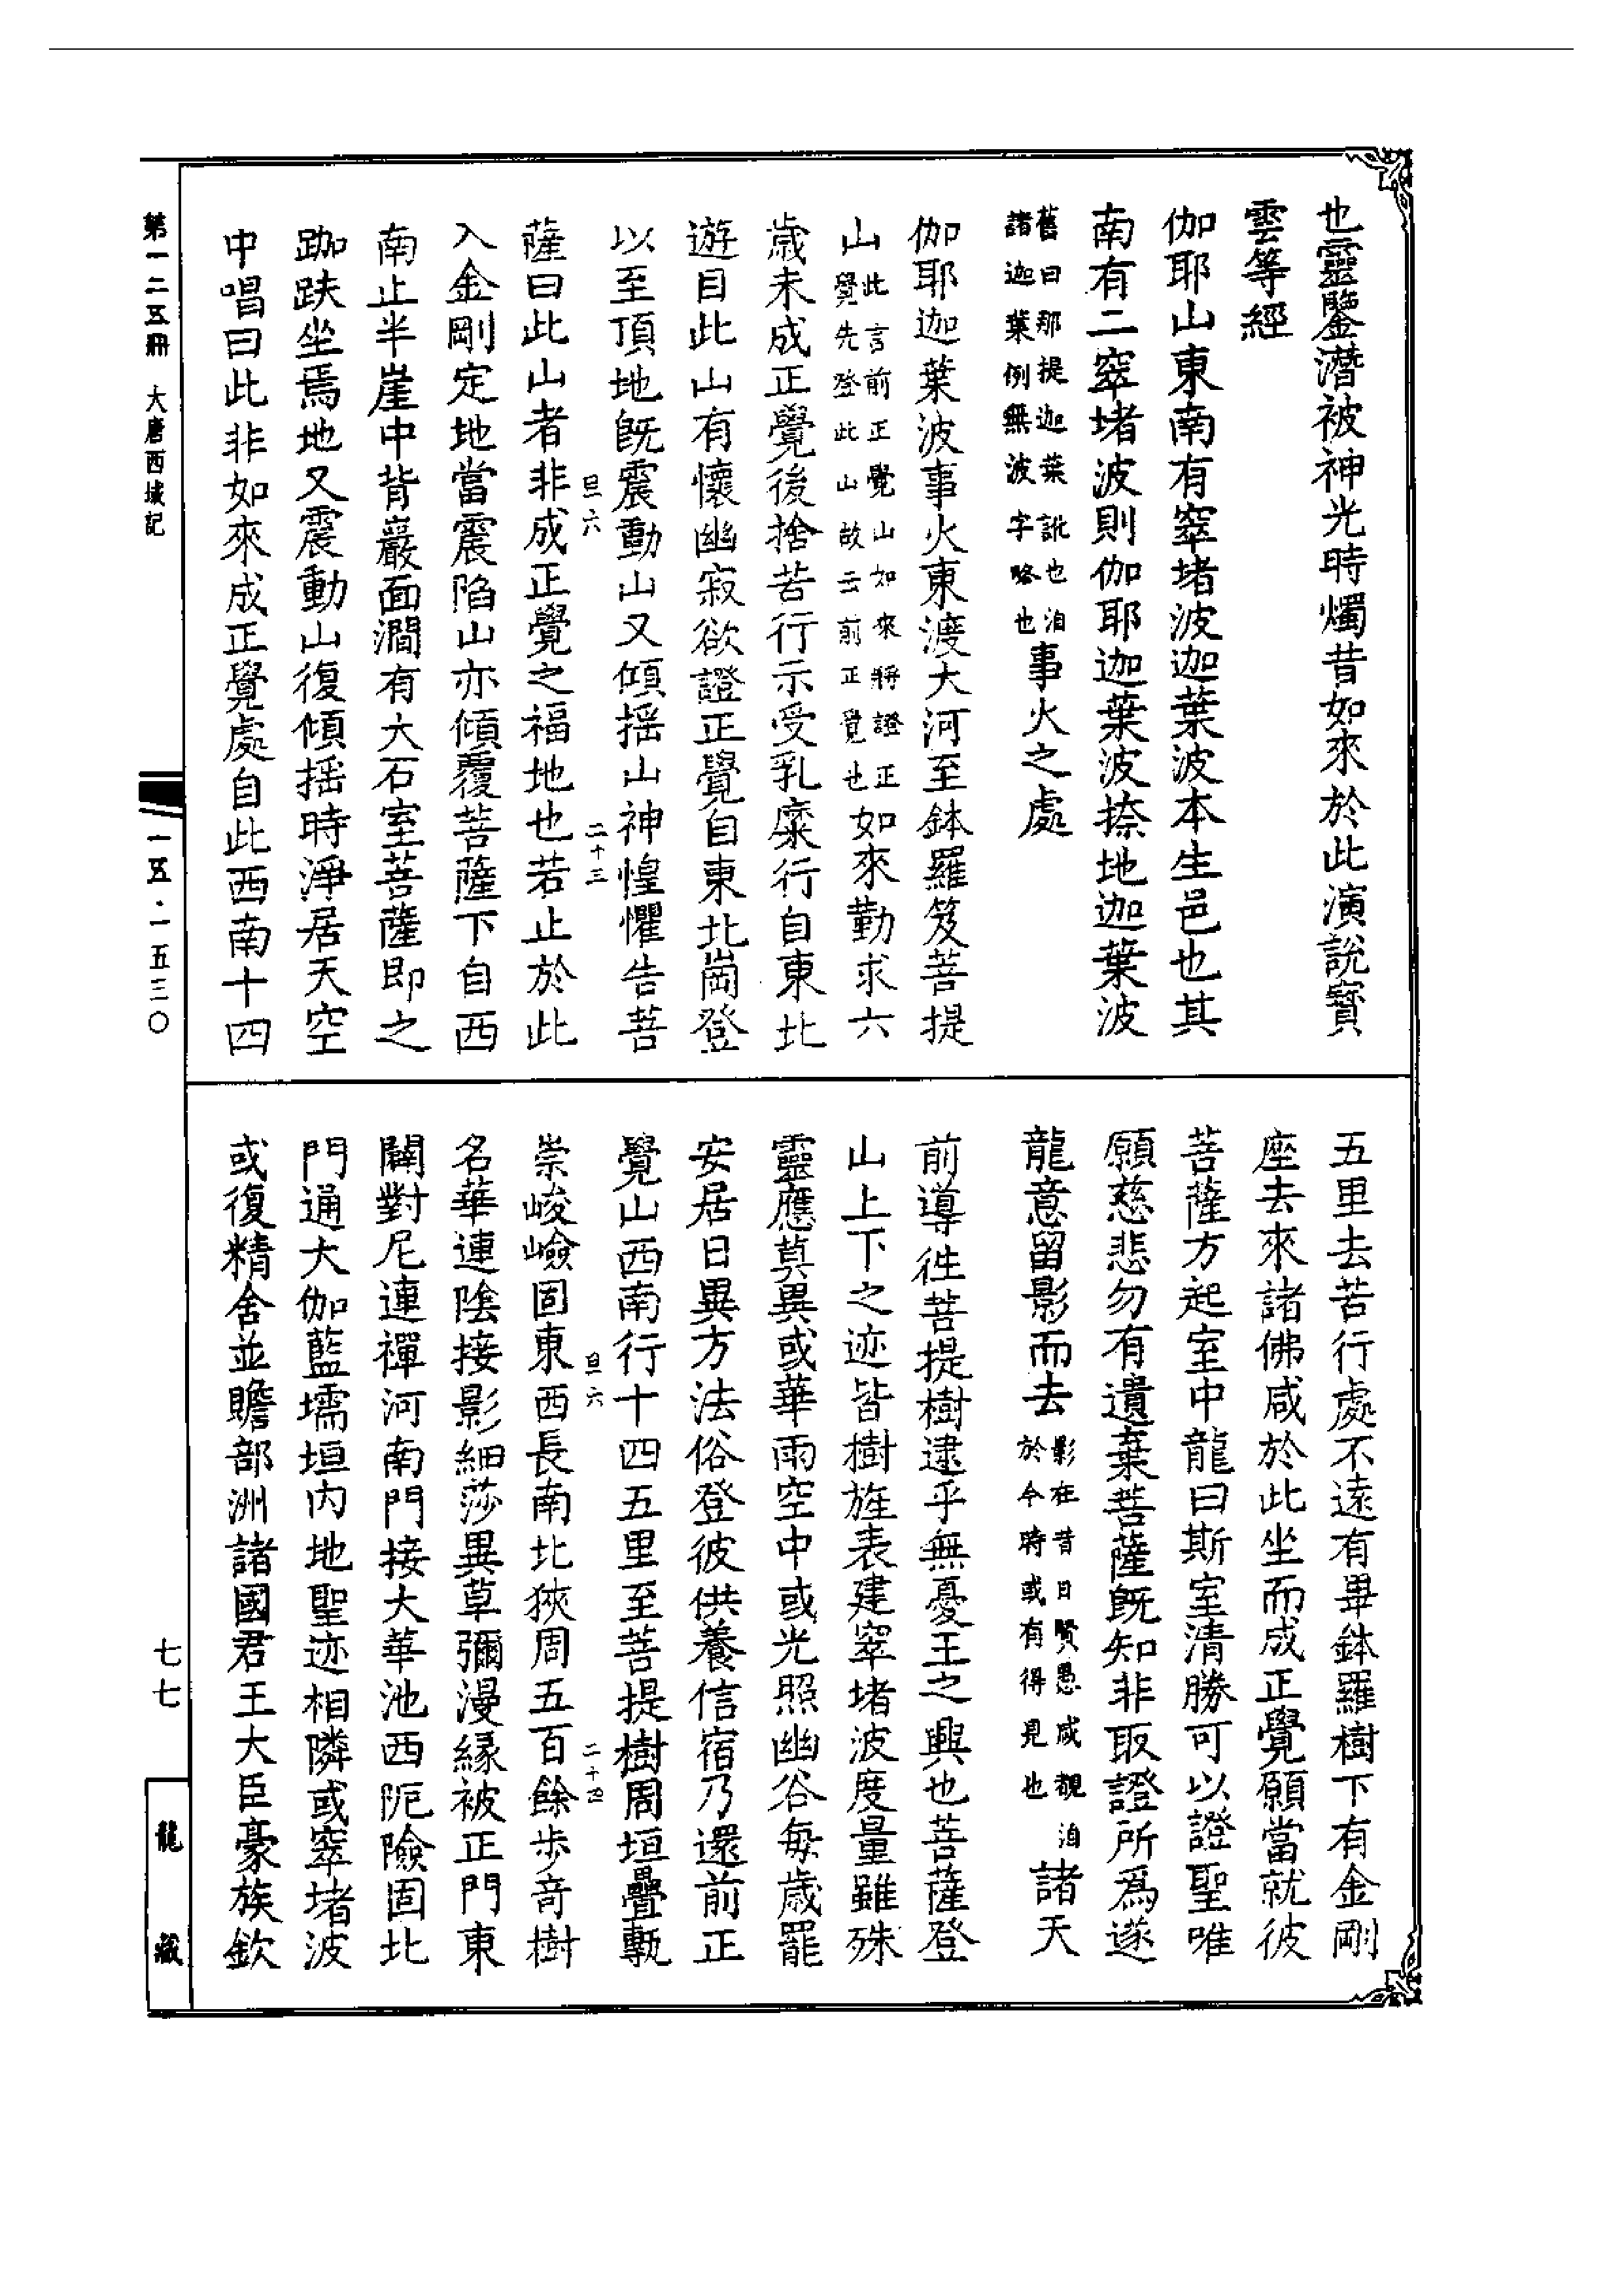 也靈鑒潛被神光時燭昔如來於此演說寶
雲等經
伽耶山東南有窣堵波迦葉波本生邑也其
南有二窣堵波則伽耶迦葉波捺地迦葉波
舊曰那提迦葉訛也洎
諸迦葉例無波字略也
事火之處
伽耶迦葉波事火東渡大河至鉢羅笈菩提
山
此言前正覺山如來將證正
覺先登此山故云前正覺也
如來勤求六
歲未成正覺後捨苦行示受乳糜行自東北
遊目此山有懷幽寂欲證正覺自東北崗登
以至頂地旣震動山又傾搖山神惶懼告菩
旦六
二十三
薩曰此山者非成正覺之福地也若止於此
入金剛定地當震陷山亦傾覆菩薩下自西
南止半崖中背巖面澗有大石室菩薩即之
跏趺坐焉地又震動山復傾搖時淨居天空
中唱曰此非如來成正覺處自此西南十四
五里去苦行處不遠有畢鉢羅樹下有金剛
座去來諸佛咸於此坐而成正覺願當就彼
菩薩方起室中龍曰斯室清勝可以證聖唯
願慈悲勿有遺棄菩薩旣知非取證所爲遂
龍意留影而去
影在昔日賢愚咸覩洎
於今時或有得見也
諸天
前導往菩提樹逮乎無憂王之興也菩薩登
山上下之迹皆樹旌表建窣堵波度量雖殊
靈應莫異或華雨空中或光照幽谷每歲罷
安居日異方法俗登彼供養信宿乃還前正
覺山西南行十四五里至菩提樹周垣疊甎
旦六
二十四
崇峻嶮固東西長南北狹周五百餘步奇樹
名華連陰接影細莎異草彌漫緣被正門東
闢對尼連禪河南門接大華池西阨險固北
門通大伽藍壖垣內地聖迹相隣或窣堵波
或復精舍並贍部洲諸國君王大臣豪族欽
第一二五冊 大唐西域記
一五·一五三〇
七七
龍藏